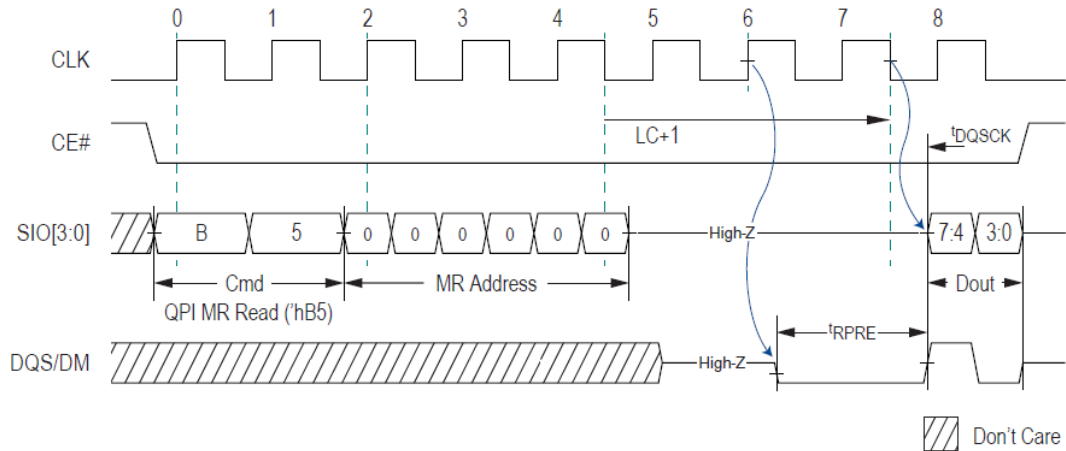 0 1 2 3 4 5 6 7 8
CLK
CE#
LC+1
tDQSCK
SIO[3:0]
B 5 0 0 0 0 0 0
High-Z
7:4 3:0
Cmd
MR Address
Dout
QPI MR Read ('hB5)
tRPRE
DQS/DM
High-Z
Don't Care